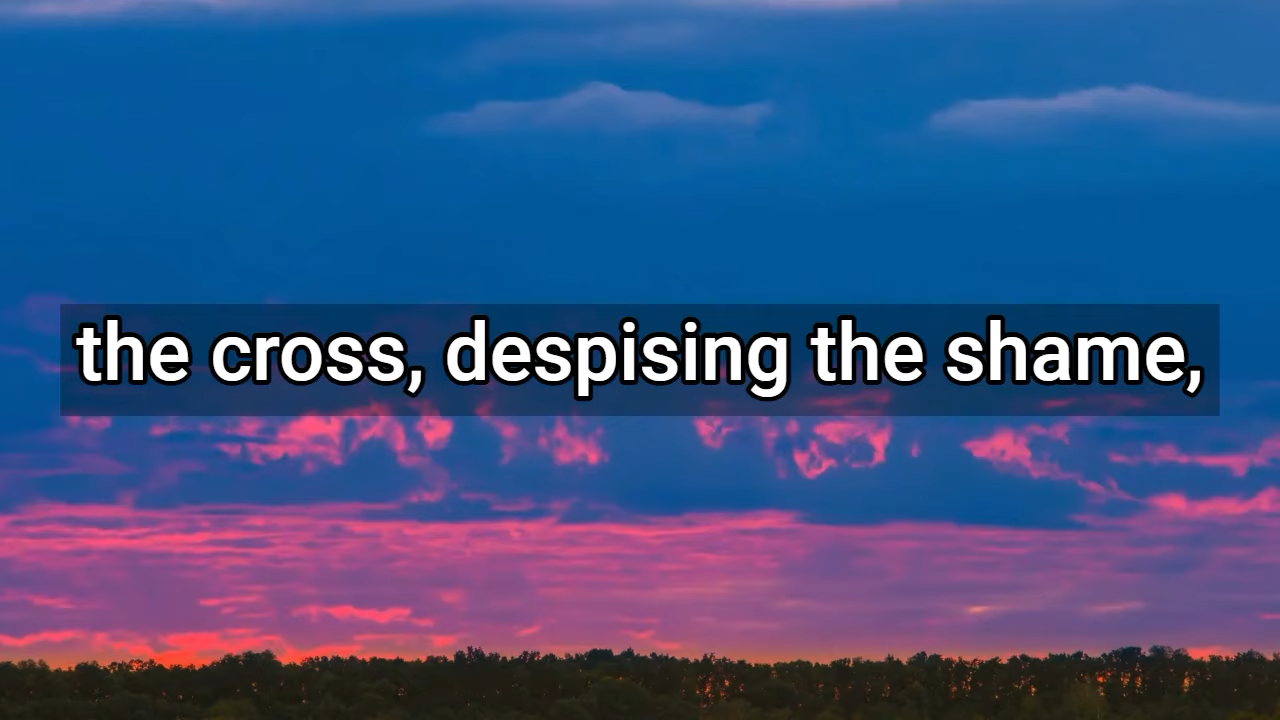 the cross, despising the shame,